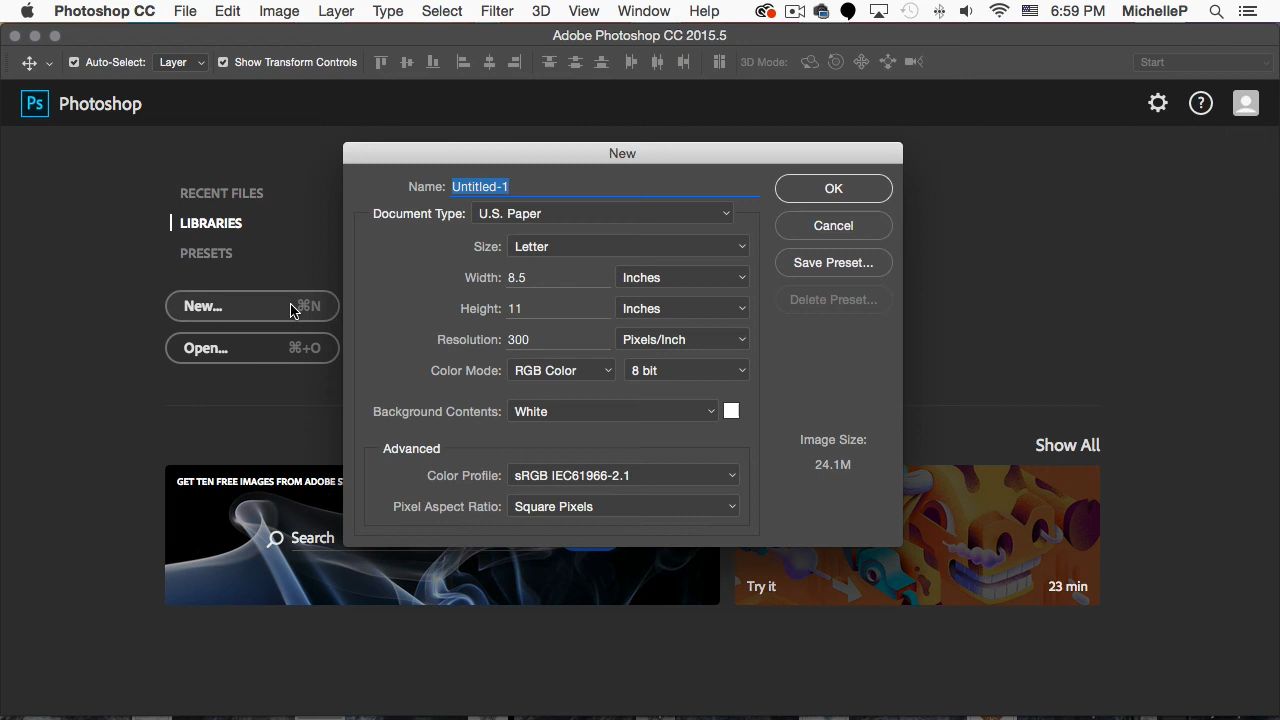 Photoshop CC File Edit Image Layer Type Select Filter 3D View Window Help 6:59 PM MichelleP
Adobe Photoshop CC 2015.5
Auto-Select: Layer Show Transform Controls 3D Mode: Start
Ps Photoshop ?
New
RECENT FILES
LIBRARIES
PRESETS
New... ⌘N
Open... ⌘+O
Name: Untitled-1
Document Type: U.S. Paper
Size: Letter
Width: 8.5 Inches
Height: 11 Inches
Resolution: 300 Pixels/Inch
Color Mode: RGB Color 8 bit
Background Contents: White
Advanced
Color Profile: sRGB IEC61966-2.1
Pixel Aspect Ratio: Square Pixels
OK
Cancel
Save Preset...
Delete Preset...
Image Size:
24.1M
Show All
GET TEN FREE IMAGES FROM ADOBE
Search
Try it 23 min